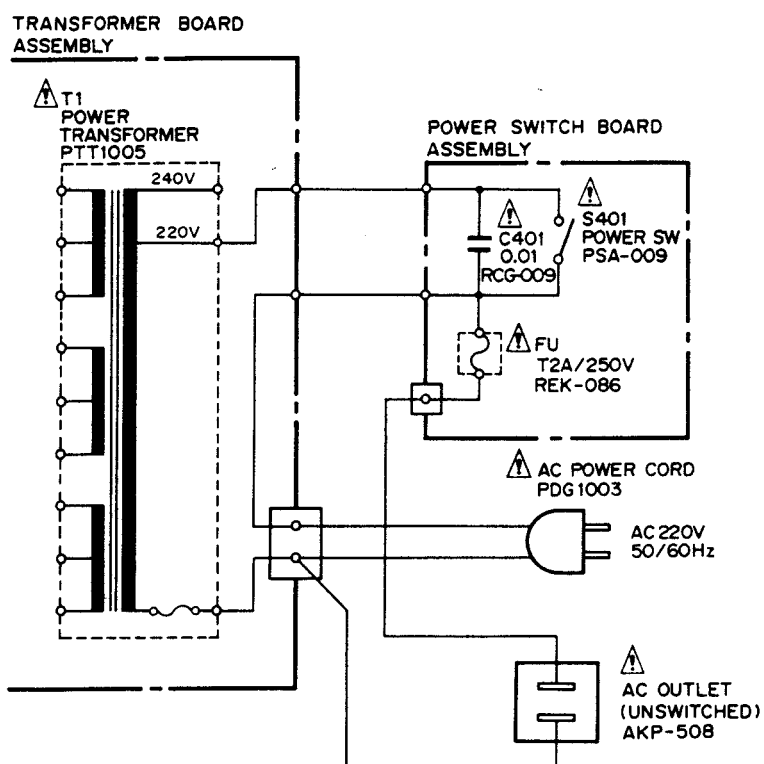 TRANSFORMER BOARD
ASSEMBLY
T1
POWER
TRANSFORMER
PTT1005
240V
220V
POWER SWITCH BOARD
ASSEMBLY
C401
0.01
RCG-009
S401
POWER SW
PSA-009
FU
T2A/250V
REK-086
AC POWER CORD
PDG1003
AC 220V
50/60Hz
AC OUTLET
(UNSWITCHED)
AKP-508